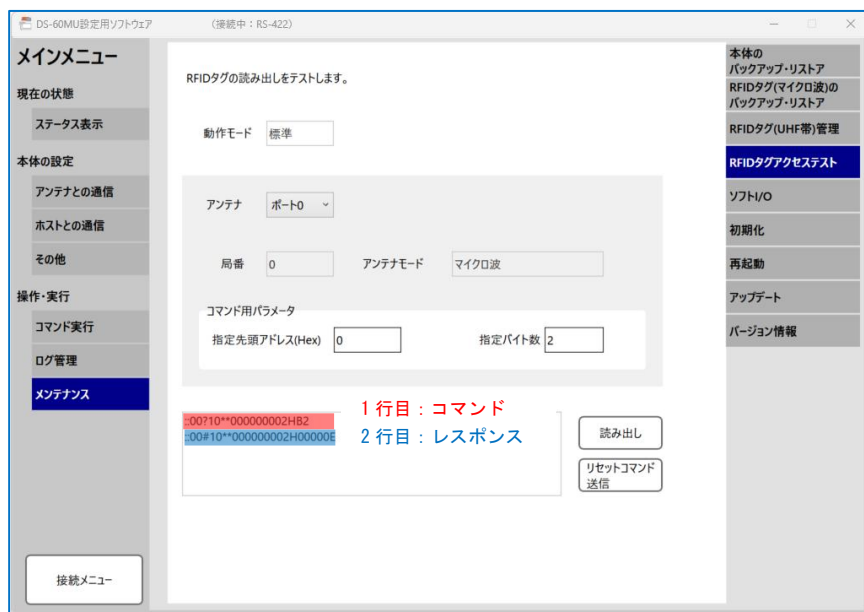 DS-60MU設定用ソフトウェア (接続中：RS-422)
メインメニュー
現在の状態
ステータス表示
本体の設定
アンテナとの通信
ホストとの通信
その他
操作・実行
コマンド実行
ログ管理
メンテナンス
接続メニュー
RFIDタグの読み出しをテストします。
動作モード 標準
アンテナ ポート0
局番 0 アンテナモード マイクロ波
コマンド用パラメータ
指定先頭アドレス(Hex) 0 指定バイト数 2
::00?10**000000002HB2
::00#10**000000002H00000E
1行目：コマンド
2行目：レスポンス
読み出し
リセットコマンド
送信
本体の
バックアップ・リストア
RFIDタグ(マイクロ波)の
バックアップ・リストア
RFIDタグ(UHF帯)管理
RFIDタグアクセステスト
ソフトI/O
初期化
再起動
アップデート
バージョン情報